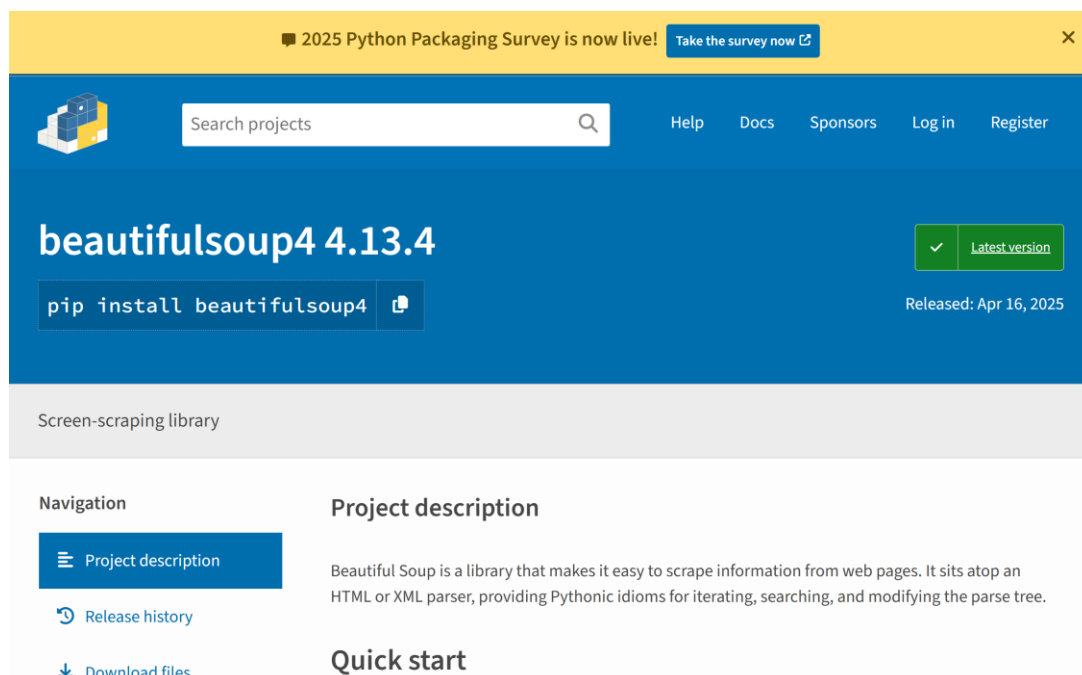 2025 Python Packaging Survey is now live! Take the survey now
Search projects Help Docs Sponsors Log in Register
beautifulsoup4 4.13.4
Latest version
pip install beautifulsoup4
Released: Apr 16, 2025
Screen-scraping library
Navigation
Project description
Release history
Download files
Project description
Beautiful Soup is a library that makes it easy to scrape information from web pages. It sits atop an
HTML or XML parser, providing Pythonic idioms for iterating, searching, and modifying the parse tree.
Quick start